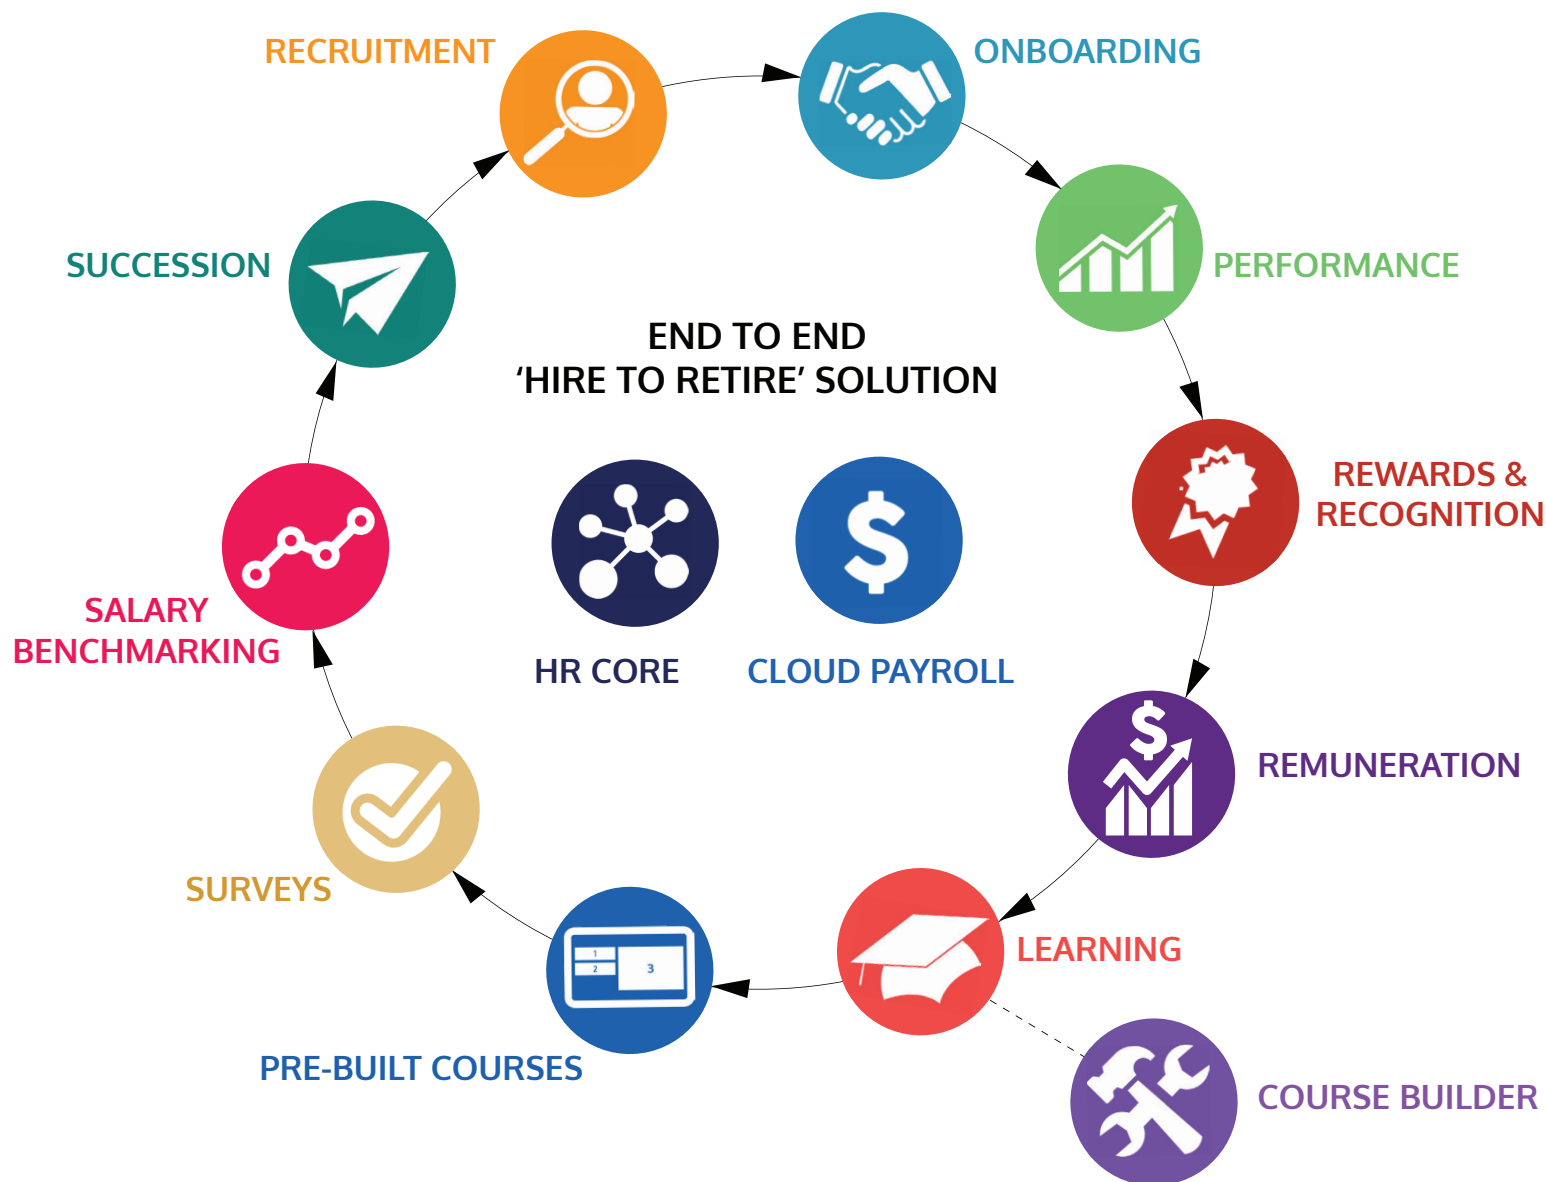 RECRUITMENT
ONBOARDING
SUCCESSION
PERFORMANCE
END TO END
‘HIRE TO RETIRE’ SOLUTION
REWARDS &
RECOGNITION
SALARY
BENCHMARKING
HR CORE
CLOUD PAYROLL
REMUNERATION
SURVEYS
LEARNING
1
2
3
PRE-BUILT COURSES
COURSE BUILDER